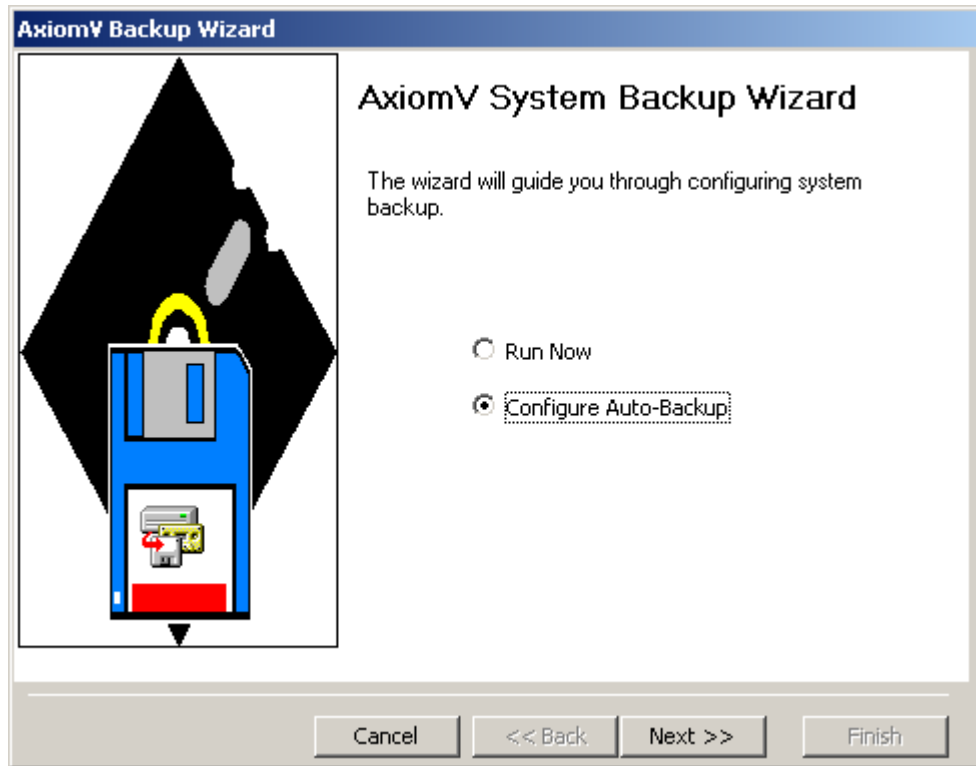 AxiomV Backup Wizard
AxiomV System Backup Wizard
The wizard will guide you through configuring system
backup.
Run Now
Configure Auto-Backup
Cancel
<< Back
Next >>
Finish